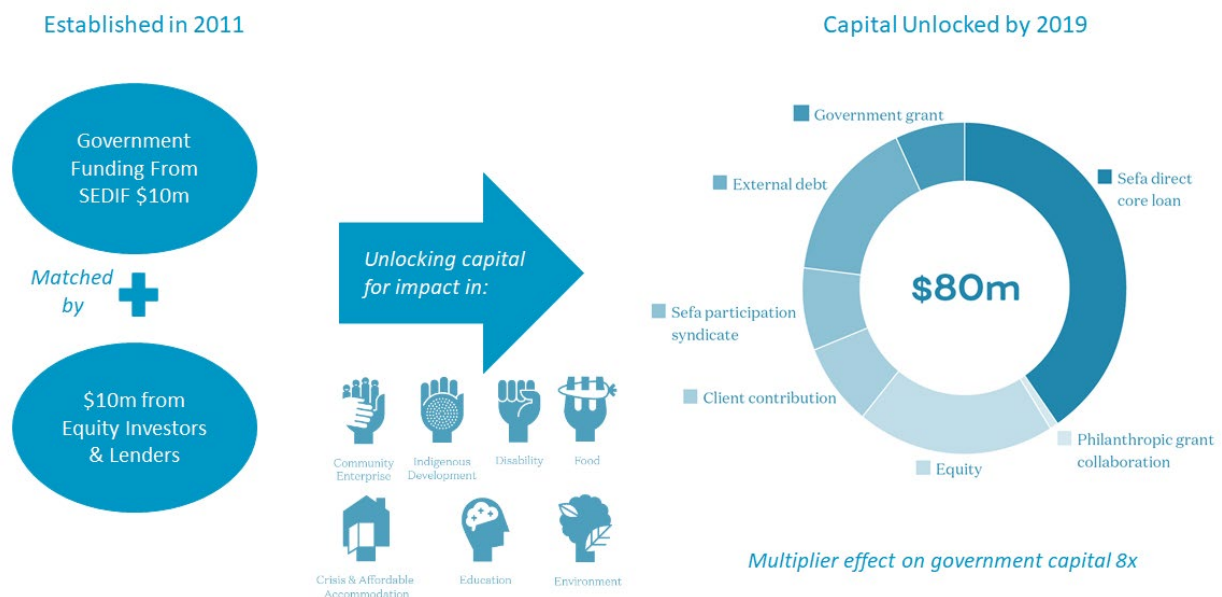 Established in 2011
Government
Funding From
SEDIF $10m
Matched
by
$10m from
Equity Investors
& Lenders
Unlocking capital
for impact in:
Community
Enterprise
Indigenous
Development
Disability
Food
Crisis & Affordable
Accommodation
Education
Environment
Capital Unlocked by 2019
Government grant
External debt
Sefa direct
core loan
$80m
Sefa participation
syndicate
Client contribution
Equity
Philanthropic grant
collaboration
Multiplier effect on government capital 8x